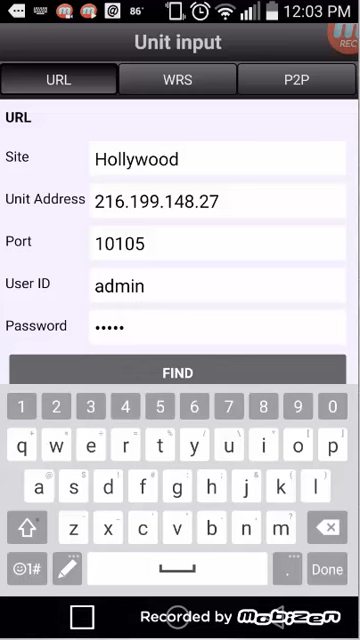 86° 12:03 PM
Unit input
REC
URL WRS P2P
URL
Site Hollywood
Unit Address 216.199.148.27
Port 10105
User ID admin
Password •••••
FIND
1 2 3 4 5 6 7 8 9 0
q w e r t y u i o p
a s d f g h j k l
z x c v b n m
☺1# . Done
Recorded by Mobizen